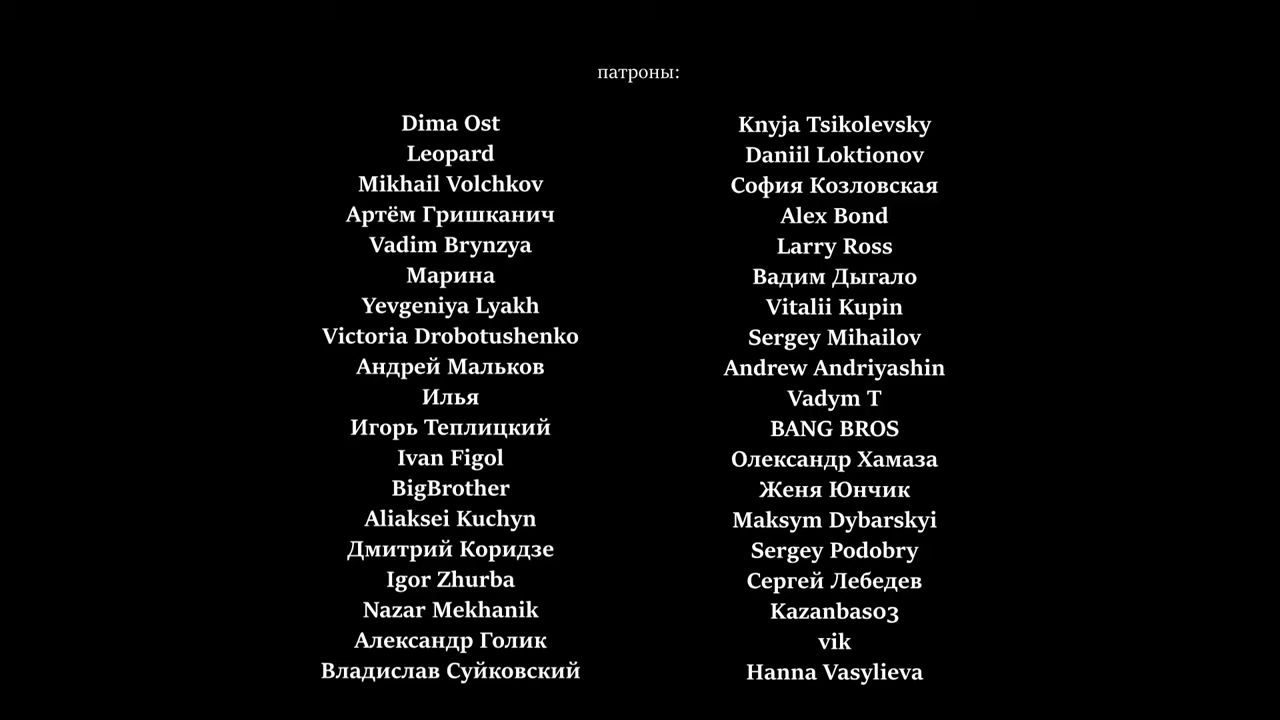 патроны:
Dima Ost
Leopard
Mikhail Volchkov
Артём Гришканич
Vadim Brynzya
Марина
Yevgeniya Lyakh
Victoria Drobotushenko
Андрей Мальков
Илья
Игорь Теплицкий
Ivan Figol
BigBrother
Aliaksei Kuchyn
Дмитрий Коридзе
Igor Zhurba
Nazar Mekhanik
Александр Голик
Владислав Суйковский
Knyja Tsikolevsky
Daniil Loktionov
София Козловская
Alex Bond
Larry Ross
Вадим Дыгало
Vitalii Kupin
Sergey Mihailov
Andrew Andriyashin
Vadym T
BANG BROS
Олександр Хамаза
Женя Юнчик
Maksym Dybarskyi
Sergey Podobry
Сергей Лебедев
Kazanbas03
vik
Hanna Vasylieva